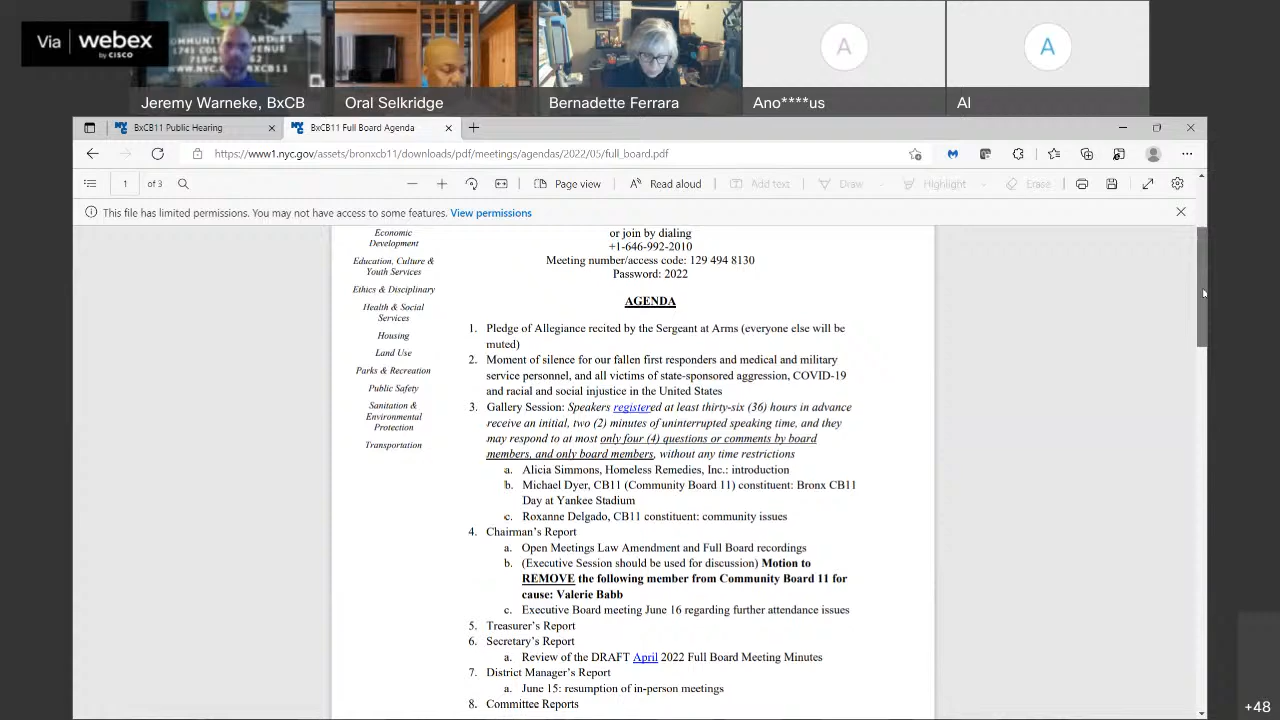 Via webex
by CISCO
Jeremy Warneke, BxCB
Oral Selkridge
Bernadette Ferrara
A
Ano****us
A
Al
BxCB11 Public Hearing
BxCB11 Full Board Agenda
https://www1.nyc.gov/assets/bronxcb11/downloads/pdf/meetings/agendas/2022/05/full_board.pdf
1 of 3
Page view
Read aloud
Add text
Draw
Highlight
Erase
This file has limited permissions. You may not have access to some features. View permissions
Economic
Development
Education, Culture &
Youth Services
Ethics & Disciplinary
Health & Social
Services
Housing
Land Use
Parks & Recreation
Public Safety
Sanitation &
Environmental
Protection
Transportation
or join by dialing
+1-646-992-2010
Meeting number/access code: 129 494 8130
Password: 2022
AGENDA
1. Pledge of Allegiance recited by the Sergeant at Arms (everyone else will be
muted)
2. Moment of silence for our fallen first responders and medical and military
service personnel, and all victims of state-sponsored aggression, COVID-19
and racial and social injustice in the United States
3. Gallery Session: Speakers registered at least thirty-six (36) hours in advance
receive an initial, two (2) minutes of uninterrupted speaking time, and they
may respond to at most only four (4) questions or comments by board
members, and only board members, without any time restrictions
a. Alicia Simmons, Homeless Remedies, Inc.: introduction
b. Michael Dyer, CB11 (Community Board 11) constituent: Bronx CB11
Day at Yankee Stadium
c. Roxanne Delgado, CB11 constituent: community issues
4. Chairman's Report
a. Open Meetings Law Amendment and Full Board recordings
b. (Executive Session should be used for discussion) Motion to
REMOVE the following member from Community Board 11 for
cause: Valerie Babb
c. Executive Board meeting June 16 regarding further attendance issues
5. Treasurer's Report
6. Secretary's Report
a. Review of the DRAFT April 2022 Full Board Meeting Minutes
7. District Manager's Report
a. June 15: resumption of in-person meetings
8. Committee Reports
+48